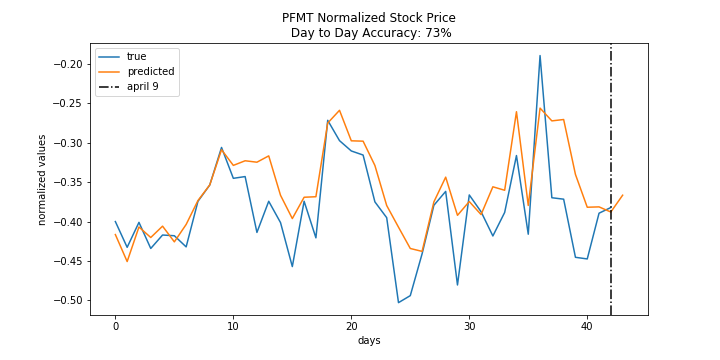 PFMT Normalized Stock Price
Day to Day Accuracy: 73%
true
predicted
april 9
normalized values
−0.20
−0.25
−0.30
−0.35
−0.40
−0.45
−0.50
0
10
20
30
40
days